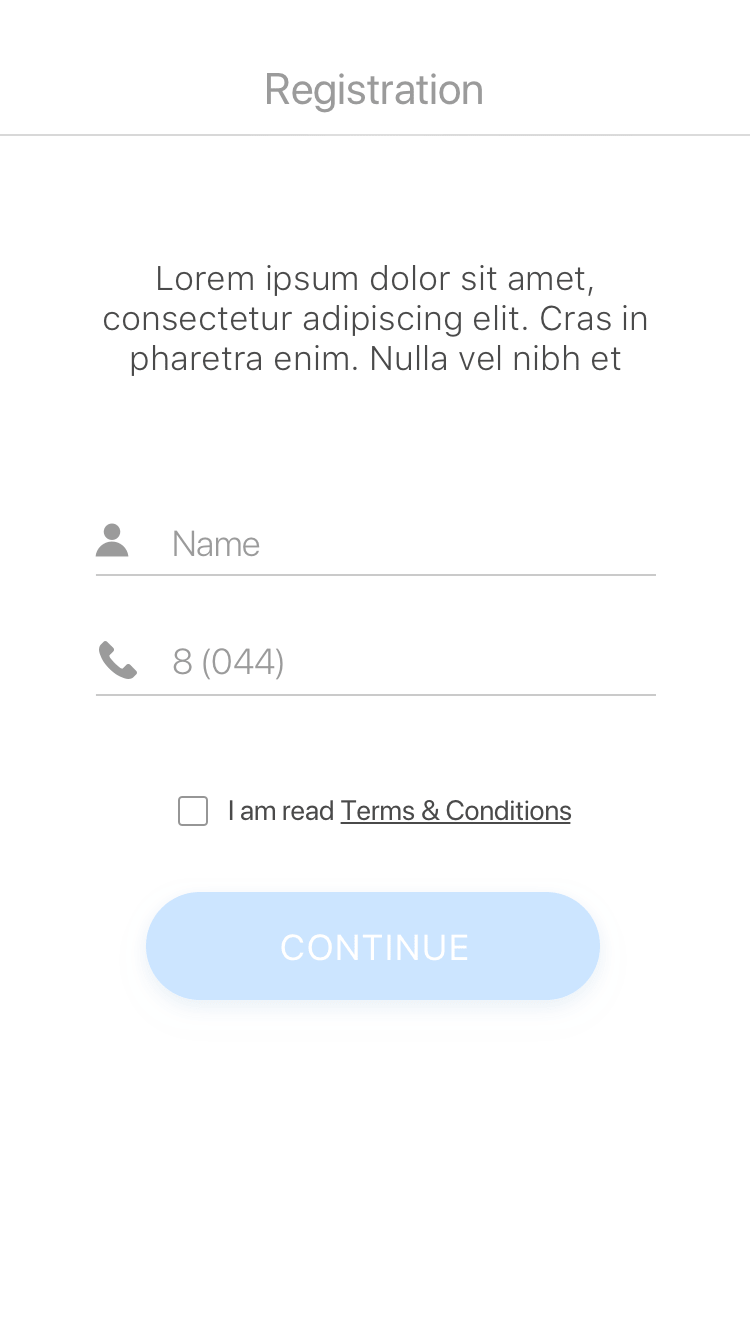 Registration
Lorem ipsum dolor sit amet,
consectetur adipiscing elit. Cras in
pharetra enim. Nulla vel nibh et
Name
8 (044)
I am read Terms & Conditions
CONTINUE